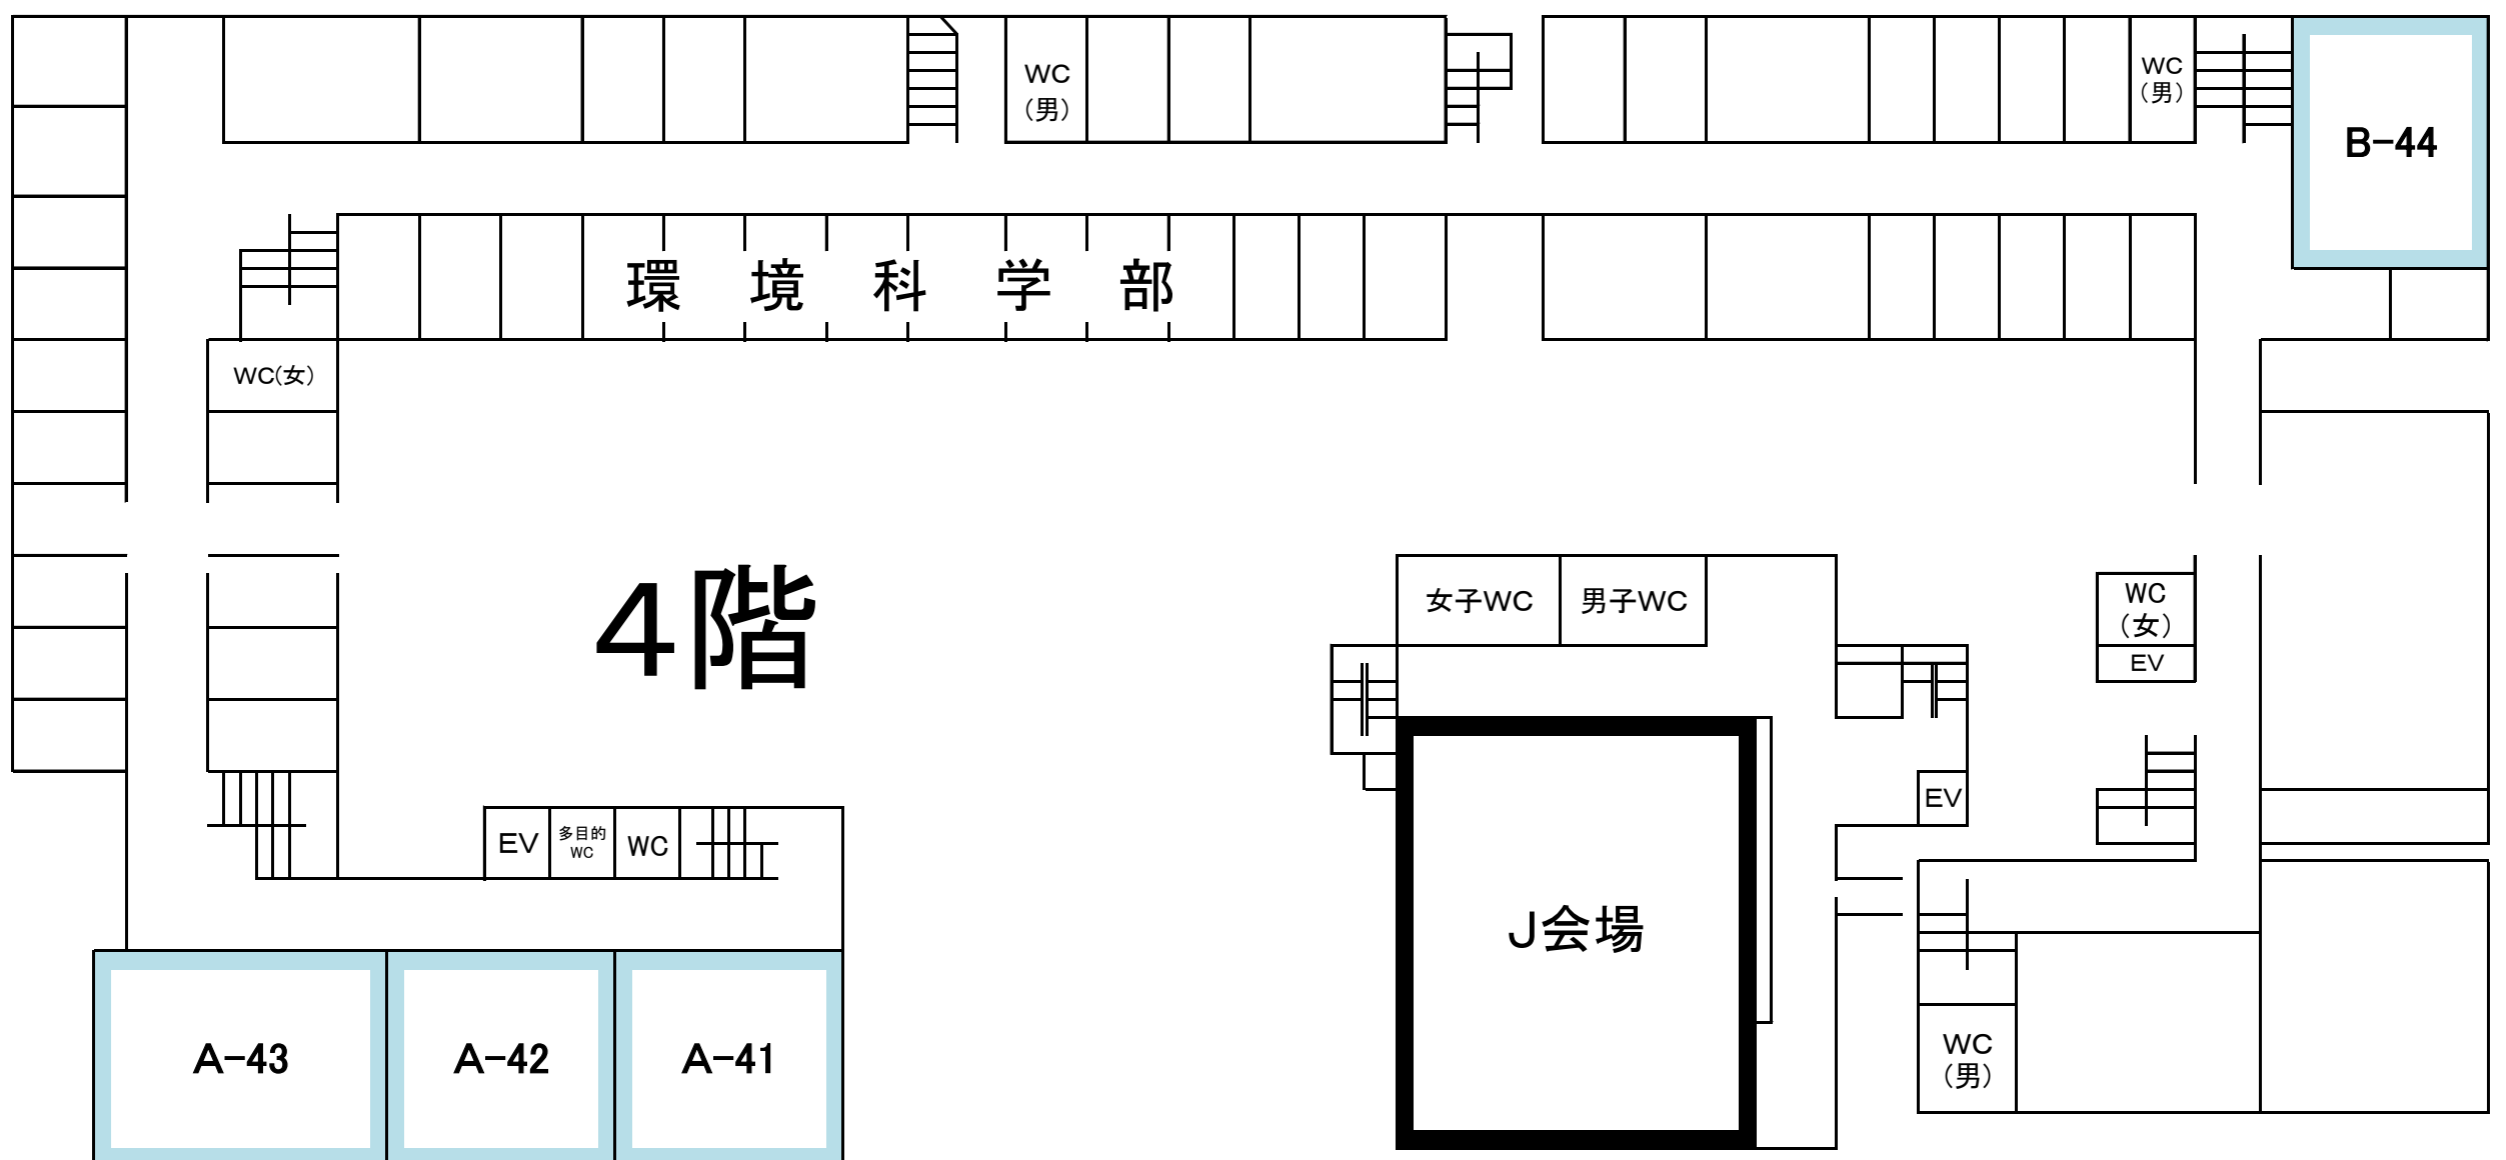 WC
（男）
WC
（男）
B-44
環境科学部
WC(女)
4階
女子WC
男子WC
WC
（女）
EV
EV
EV
多目的
WC
WC
J会場
A-43
A-42
A-41
WC
（男）